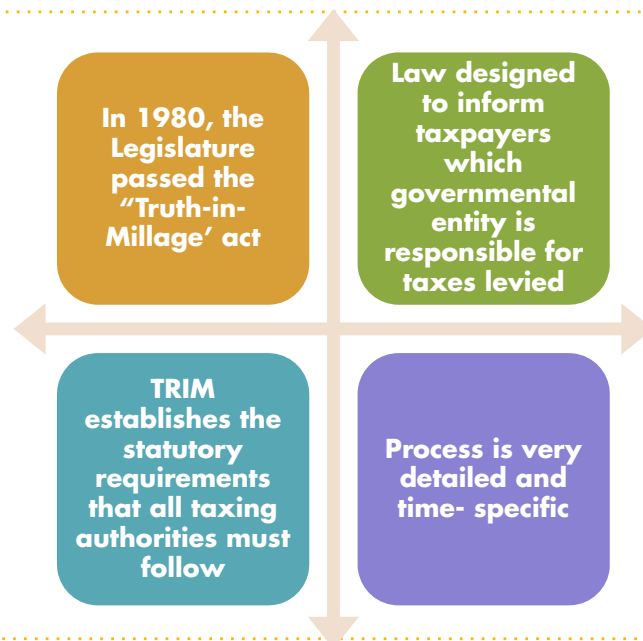 In 1980, the
Legislature
passed the
“Truth-in-
Millage’ act
Law designed
to inform
taxpayers
which
governmental
entity is
responsible for
taxes levied
TRIM
establishes the
statutory
requirements
that all taxing
authorities must
follow
Process is very
detailed and
time- specific